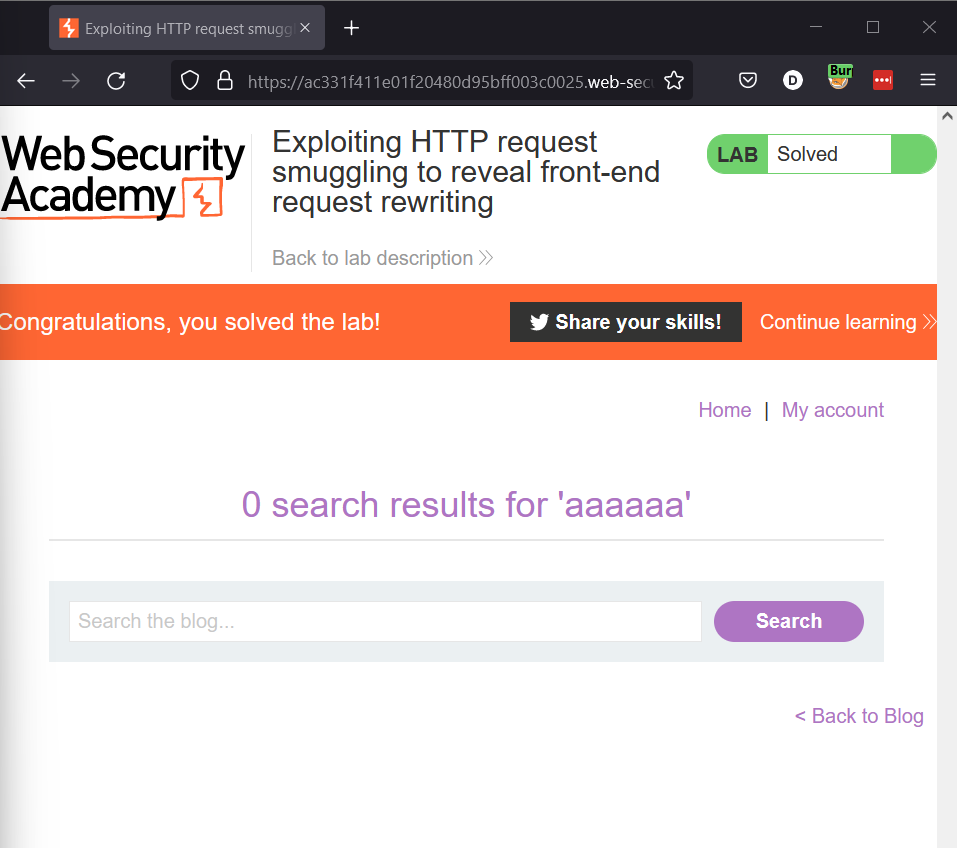 Exploiting HTTP request smugg
https://ac331f411e01f20480d95bff003c0025.web-sec
D
Bur
Web Security
Academy
Exploiting HTTP request
smuggling to reveal front-end
request rewriting
LAB Solved
Back to lab description
Congratulations, you solved the lab!
Share your skills!
Continue learning
Home | My account
0 search results for 'aaaaaa'
Search the blog...
Search
< Back to Blog